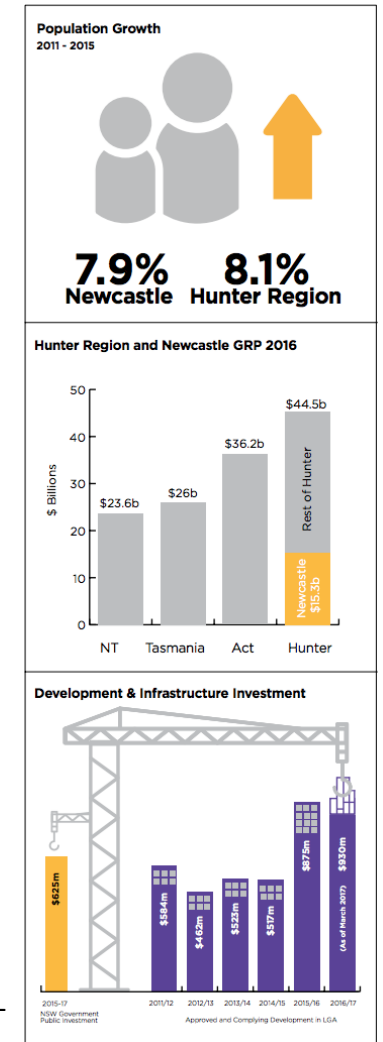 Population Growth
2011 - 2015
7.9% 8.1%
Newcastle Hunter Region
Hunter Region and Newcastle GRP 2016
$ Billions
50
40
30
20
10
0
$23.6b
$26b
$36.2b
$44.5b
Rest of Hunter
Newcastle
$15.3b
NT Tasmania Act Hunter
Development & Infrastructure Investment
$625m
$584m
$462m
$523m
$517m
$875m
$930m
(As of March 2017)
2015-17 2011/12 2012/13 2013/14 2014/15 2015/16 2016/17
NSW Government
Public Investment
Approved and Complying Development in LGA